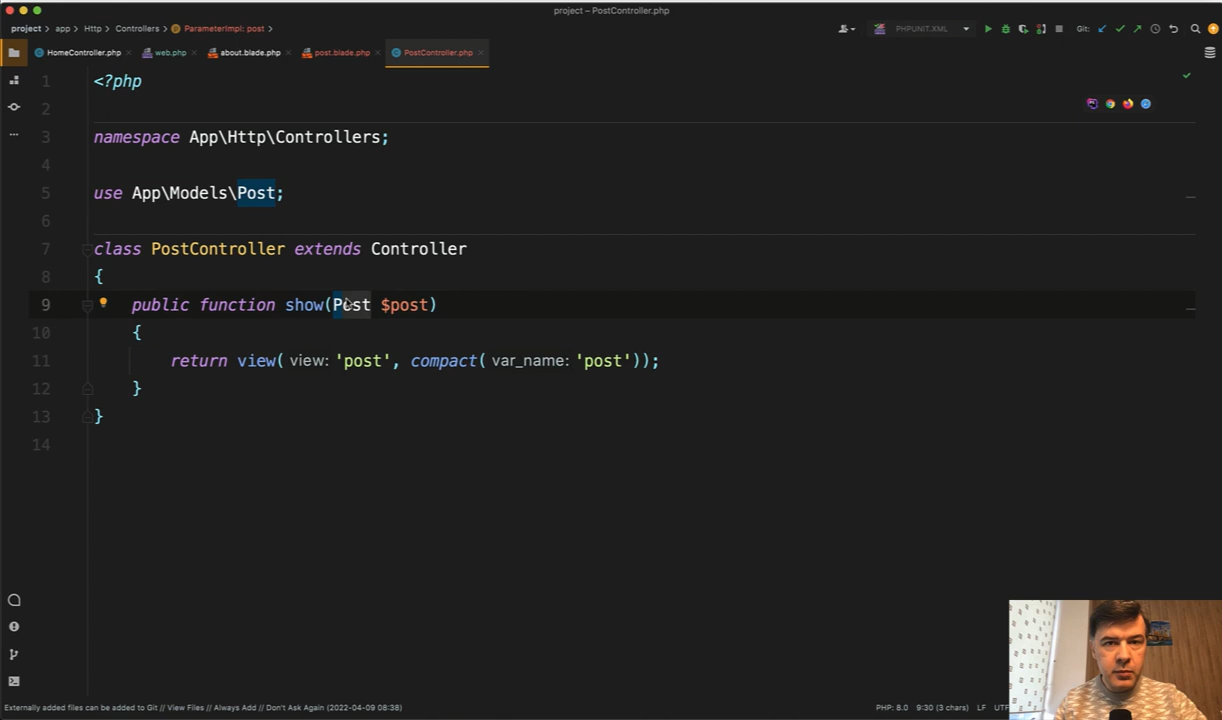 project – PostController.php
project > app > Http > Controllers > ParameterImpl: post >
PHPUNIT.XML
Git:
HomeController.php
web.php
about.blade.php
post.blade.php
PostController.php
1 <?php
2
3 namespace App\Http\Controllers;
4
5 use App\Models\Post;
6
7 class PostController extends Controller
8 {
9 public function show(Post $post)
10 {
11 return view( view: 'post', compact( var_name: 'post'));
12 }
13 }
14
Externally added files can be added to Git // View Files // Always Add // Don't Ask Again (2022-04-09 08:38)
PHP: 8.0 9:30 (3 chars) LF